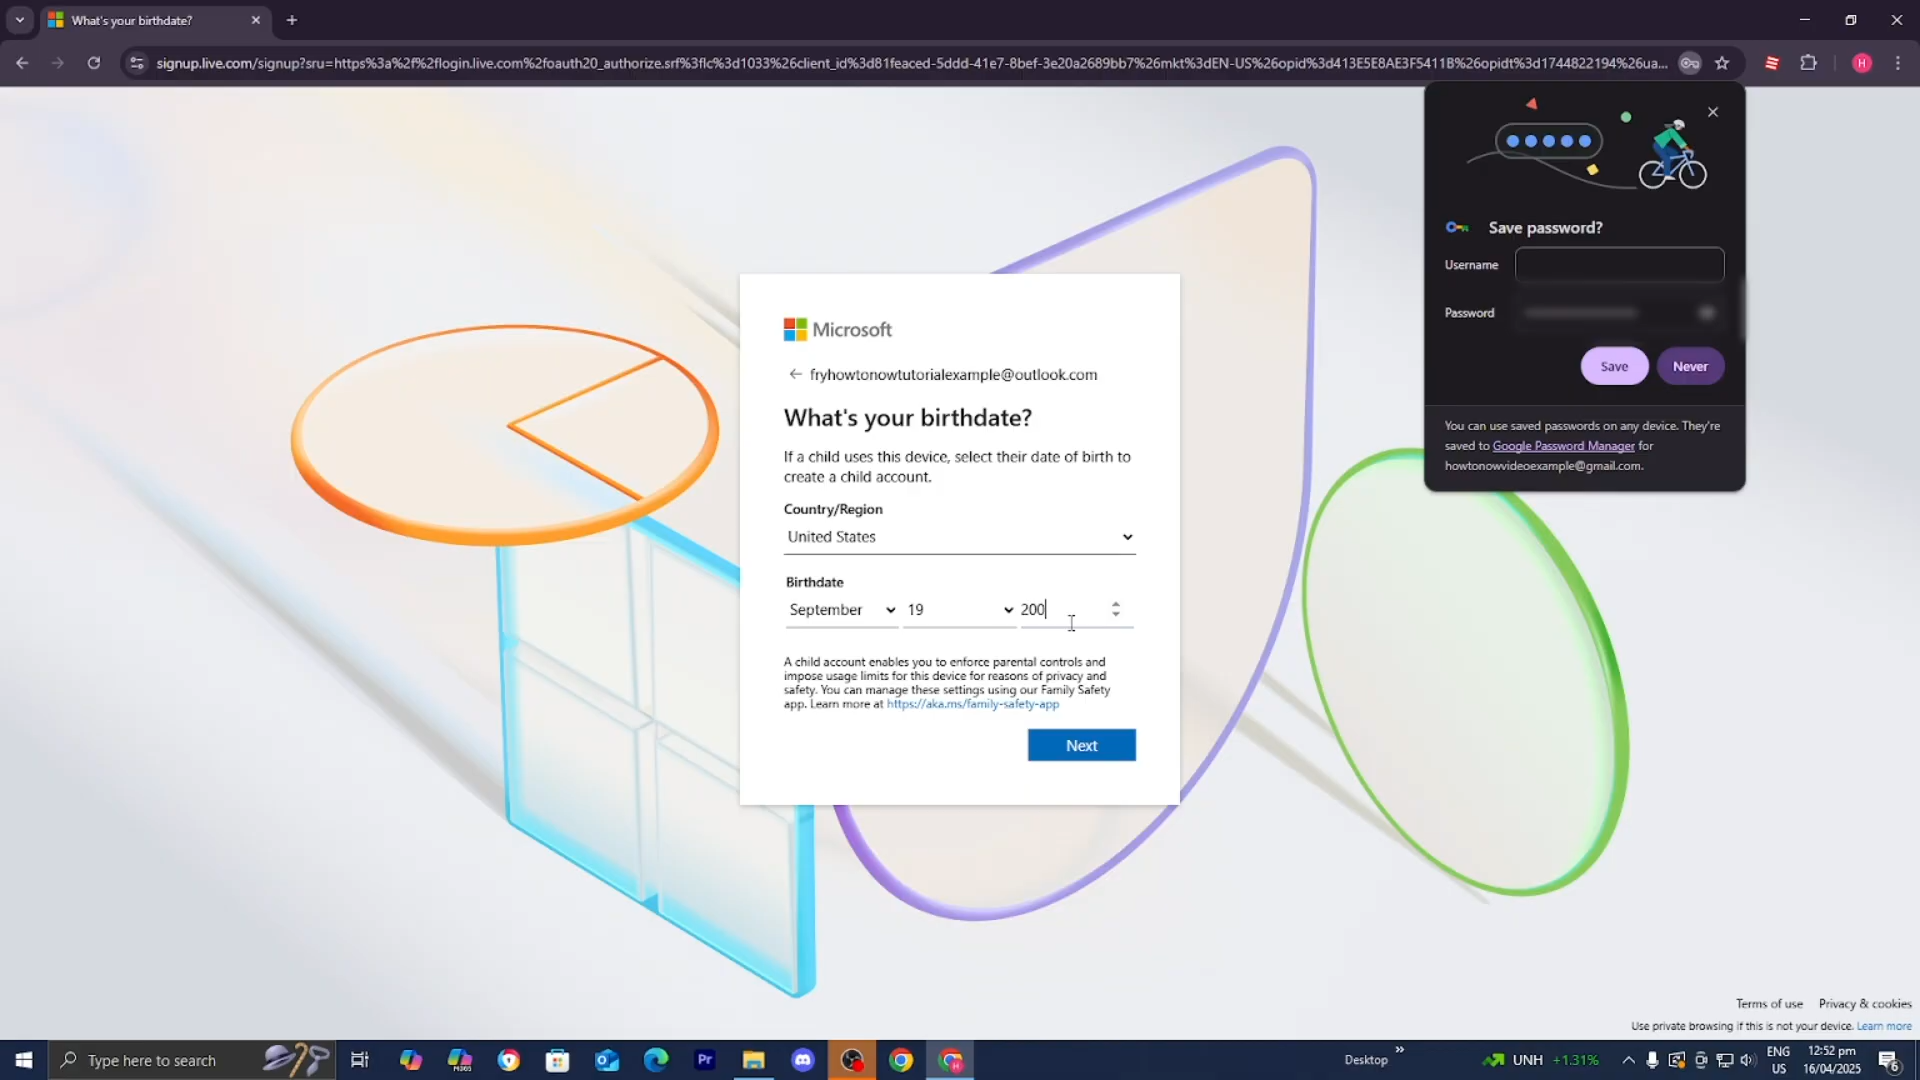 What's your birthdate?
signup.live.com/signup?sru=https%3a%2f%2flogin.live.com%2foauth20_authorize.srf%3flc%3d1033%26client_id%3d81feaced-5ddd-41e7-8bef-3e20a2689bb7%26mkt%3dEN-US%26opid%3d413E5E8AE3F5411B%26opidt%3d1744822194%26ua...
H
Save password?
Username
Password
Save
Never
You can use saved passwords on any device. They're
saved to Google Password Manager for
howtonowvideoexample@gmail.com.
Microsoft
fryhowtonowtutorialexample@outlook.com
What's your birthdate?
If a child uses this device, select their date of birth to
create a child account.
Country/Region
United States
Birthdate
September 19 200
A child account enables you to enforce parental controls and
impose usage limits for this device for reasons of privacy and
safety. You can manage these settings using our Family Safety
app. Learn more at https://aka.ms/family-safety-app
Next
Terms of use Privacy & cookies
Use private browsing if this is not your device. Learn more
Type here to search
M365
Pr
H
Desktop
UNH +1.31%
ENG
US
12:52 pm
16/04/2025
6